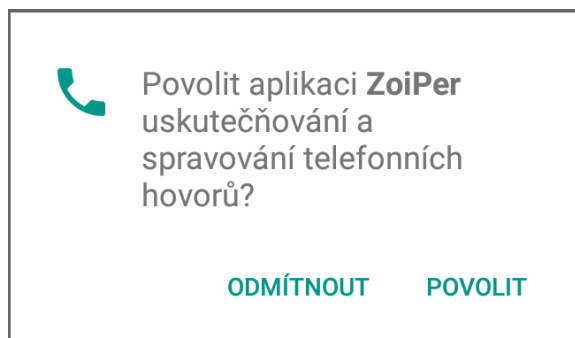 Povolit aplikaci ZoiPer
uskutečňování a
spravování telefonních
hovorů?
ODMÍTNOUT POVOLIT